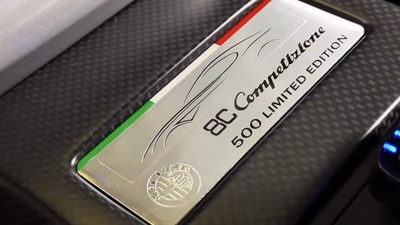 8C Competizione
500 LIMITED EDITION